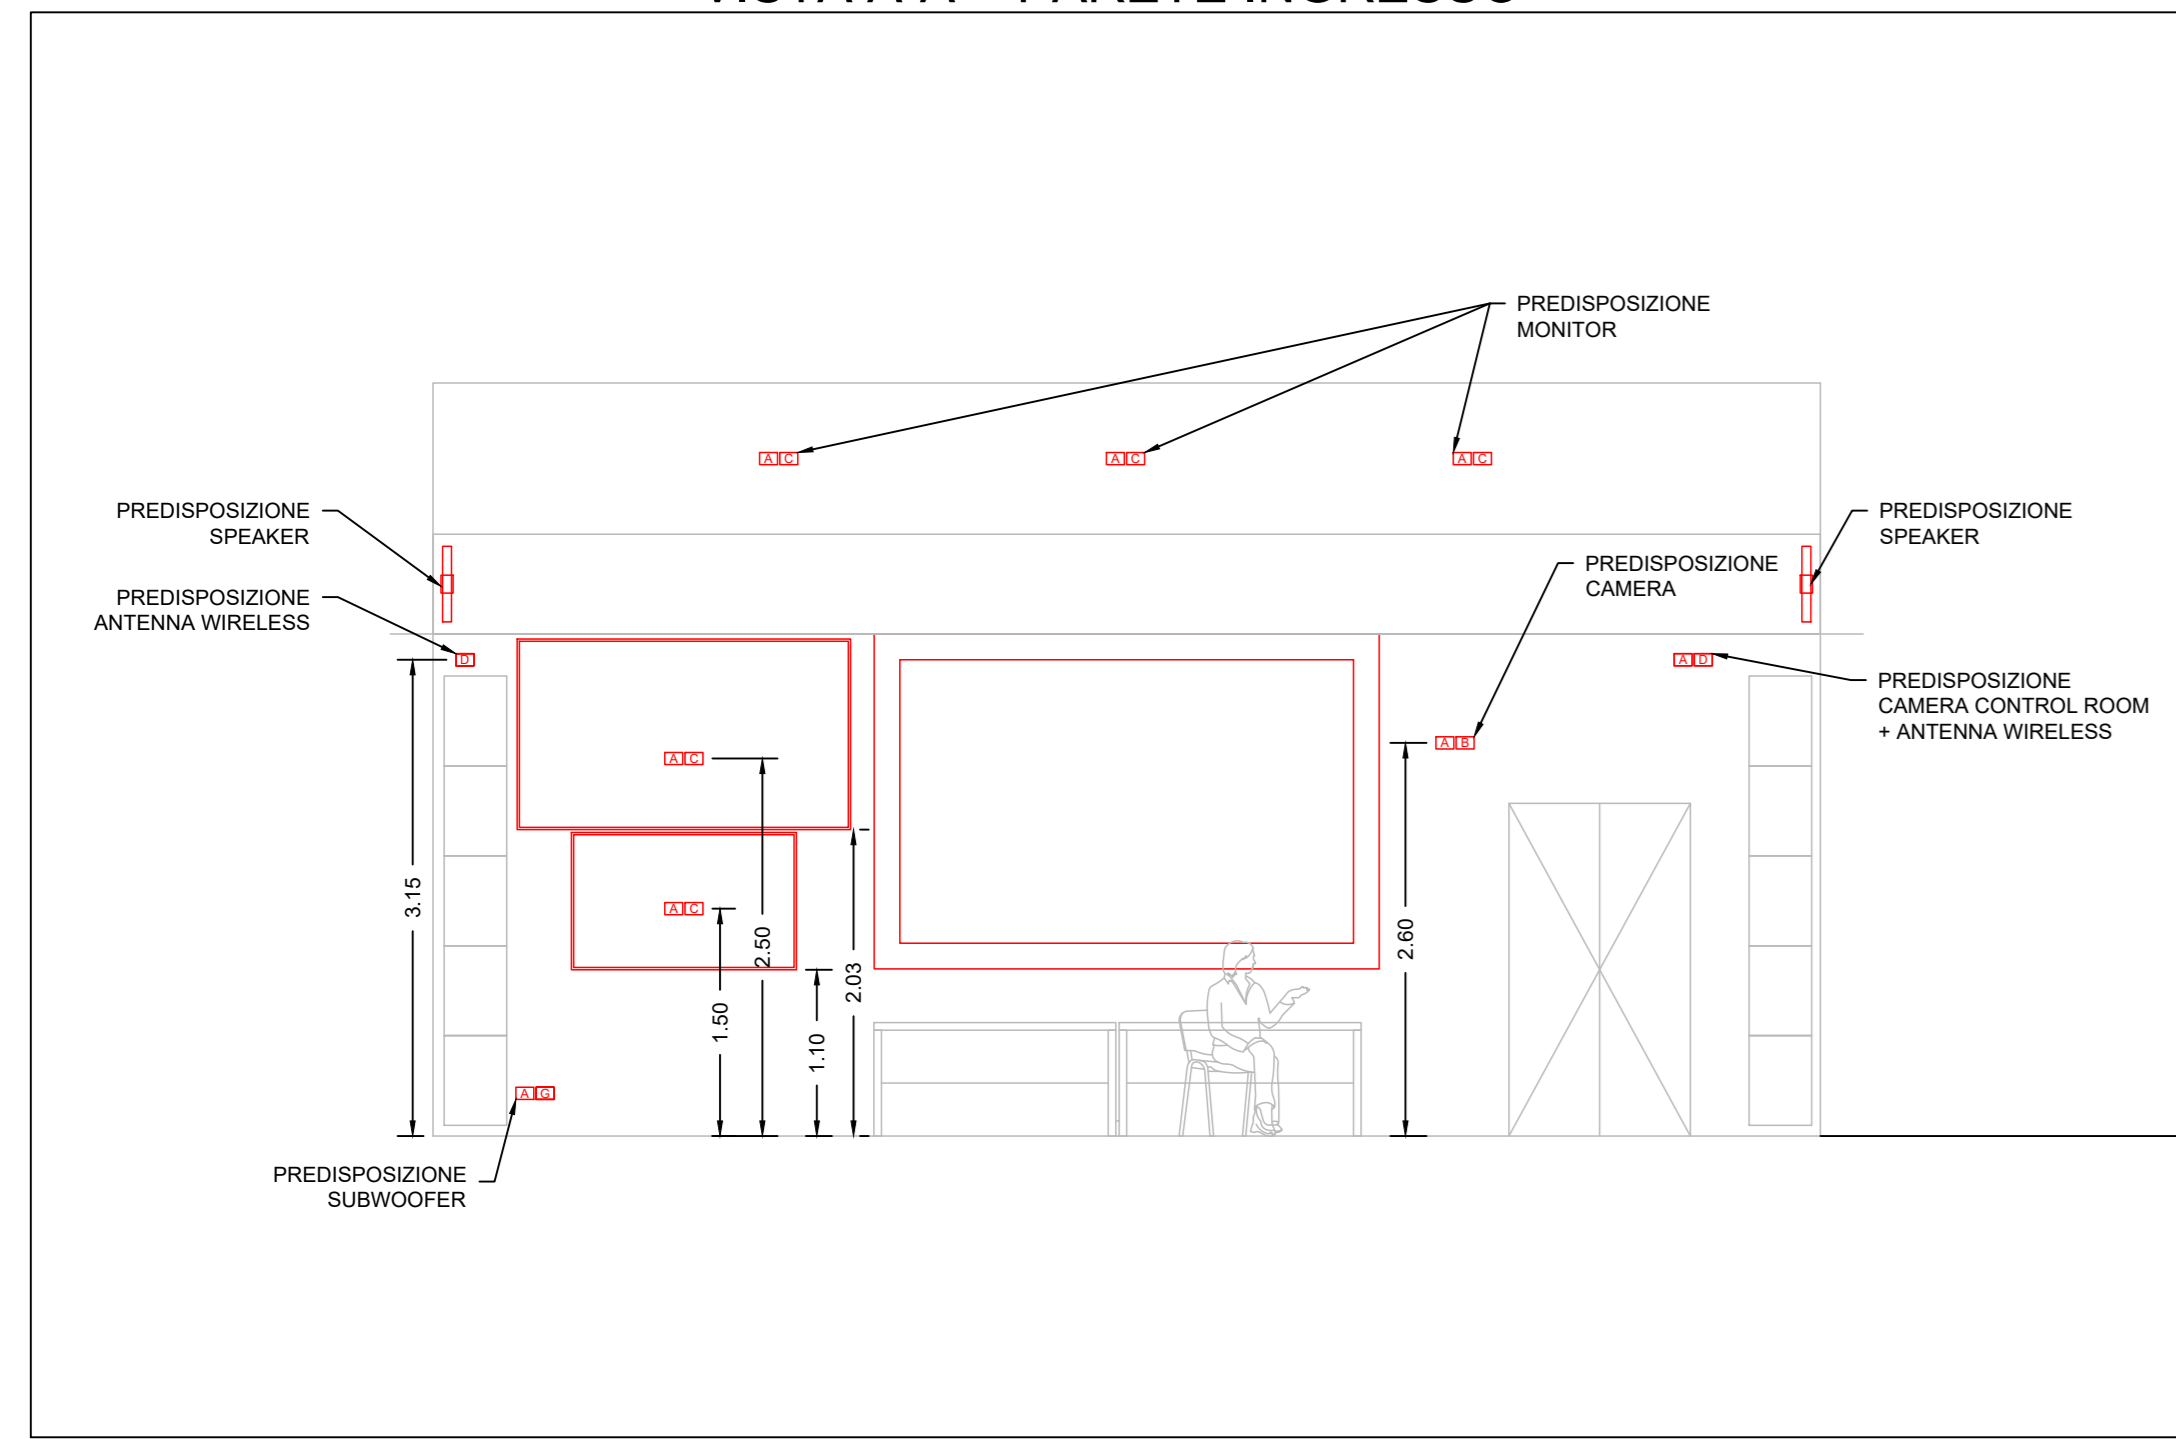 PREDISPOSIZIONE
MONITOR
A C
A C
A C
PREDISPOSIZIONE
SPEAKER
PREDISPOSIZIONE
SPEAKER
PREDISPOSIZIONE
CAMERA
PREDISPOSIZIONE
ANTENNA WIRELESS
D
A D
PREDISPOSIZIONE
CAMERA CONTROL ROOM
+ ANTENNA WIRELESS
A B
A C
3.15
A C
2.50
2.60
2.03
1.50
1.10
A G
PREDISPOSIZIONE
SUBWOOFER